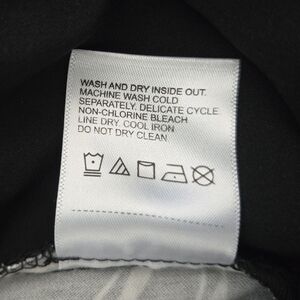 WASH AND DRY INSIDE OUT.
MACHINE WASH COLD
SEPARATELY. DELICATE CYCLE
NON-CHLORINE BLEACH
LINE DRY. COOL IRON
DO NOT DRY CLEAN